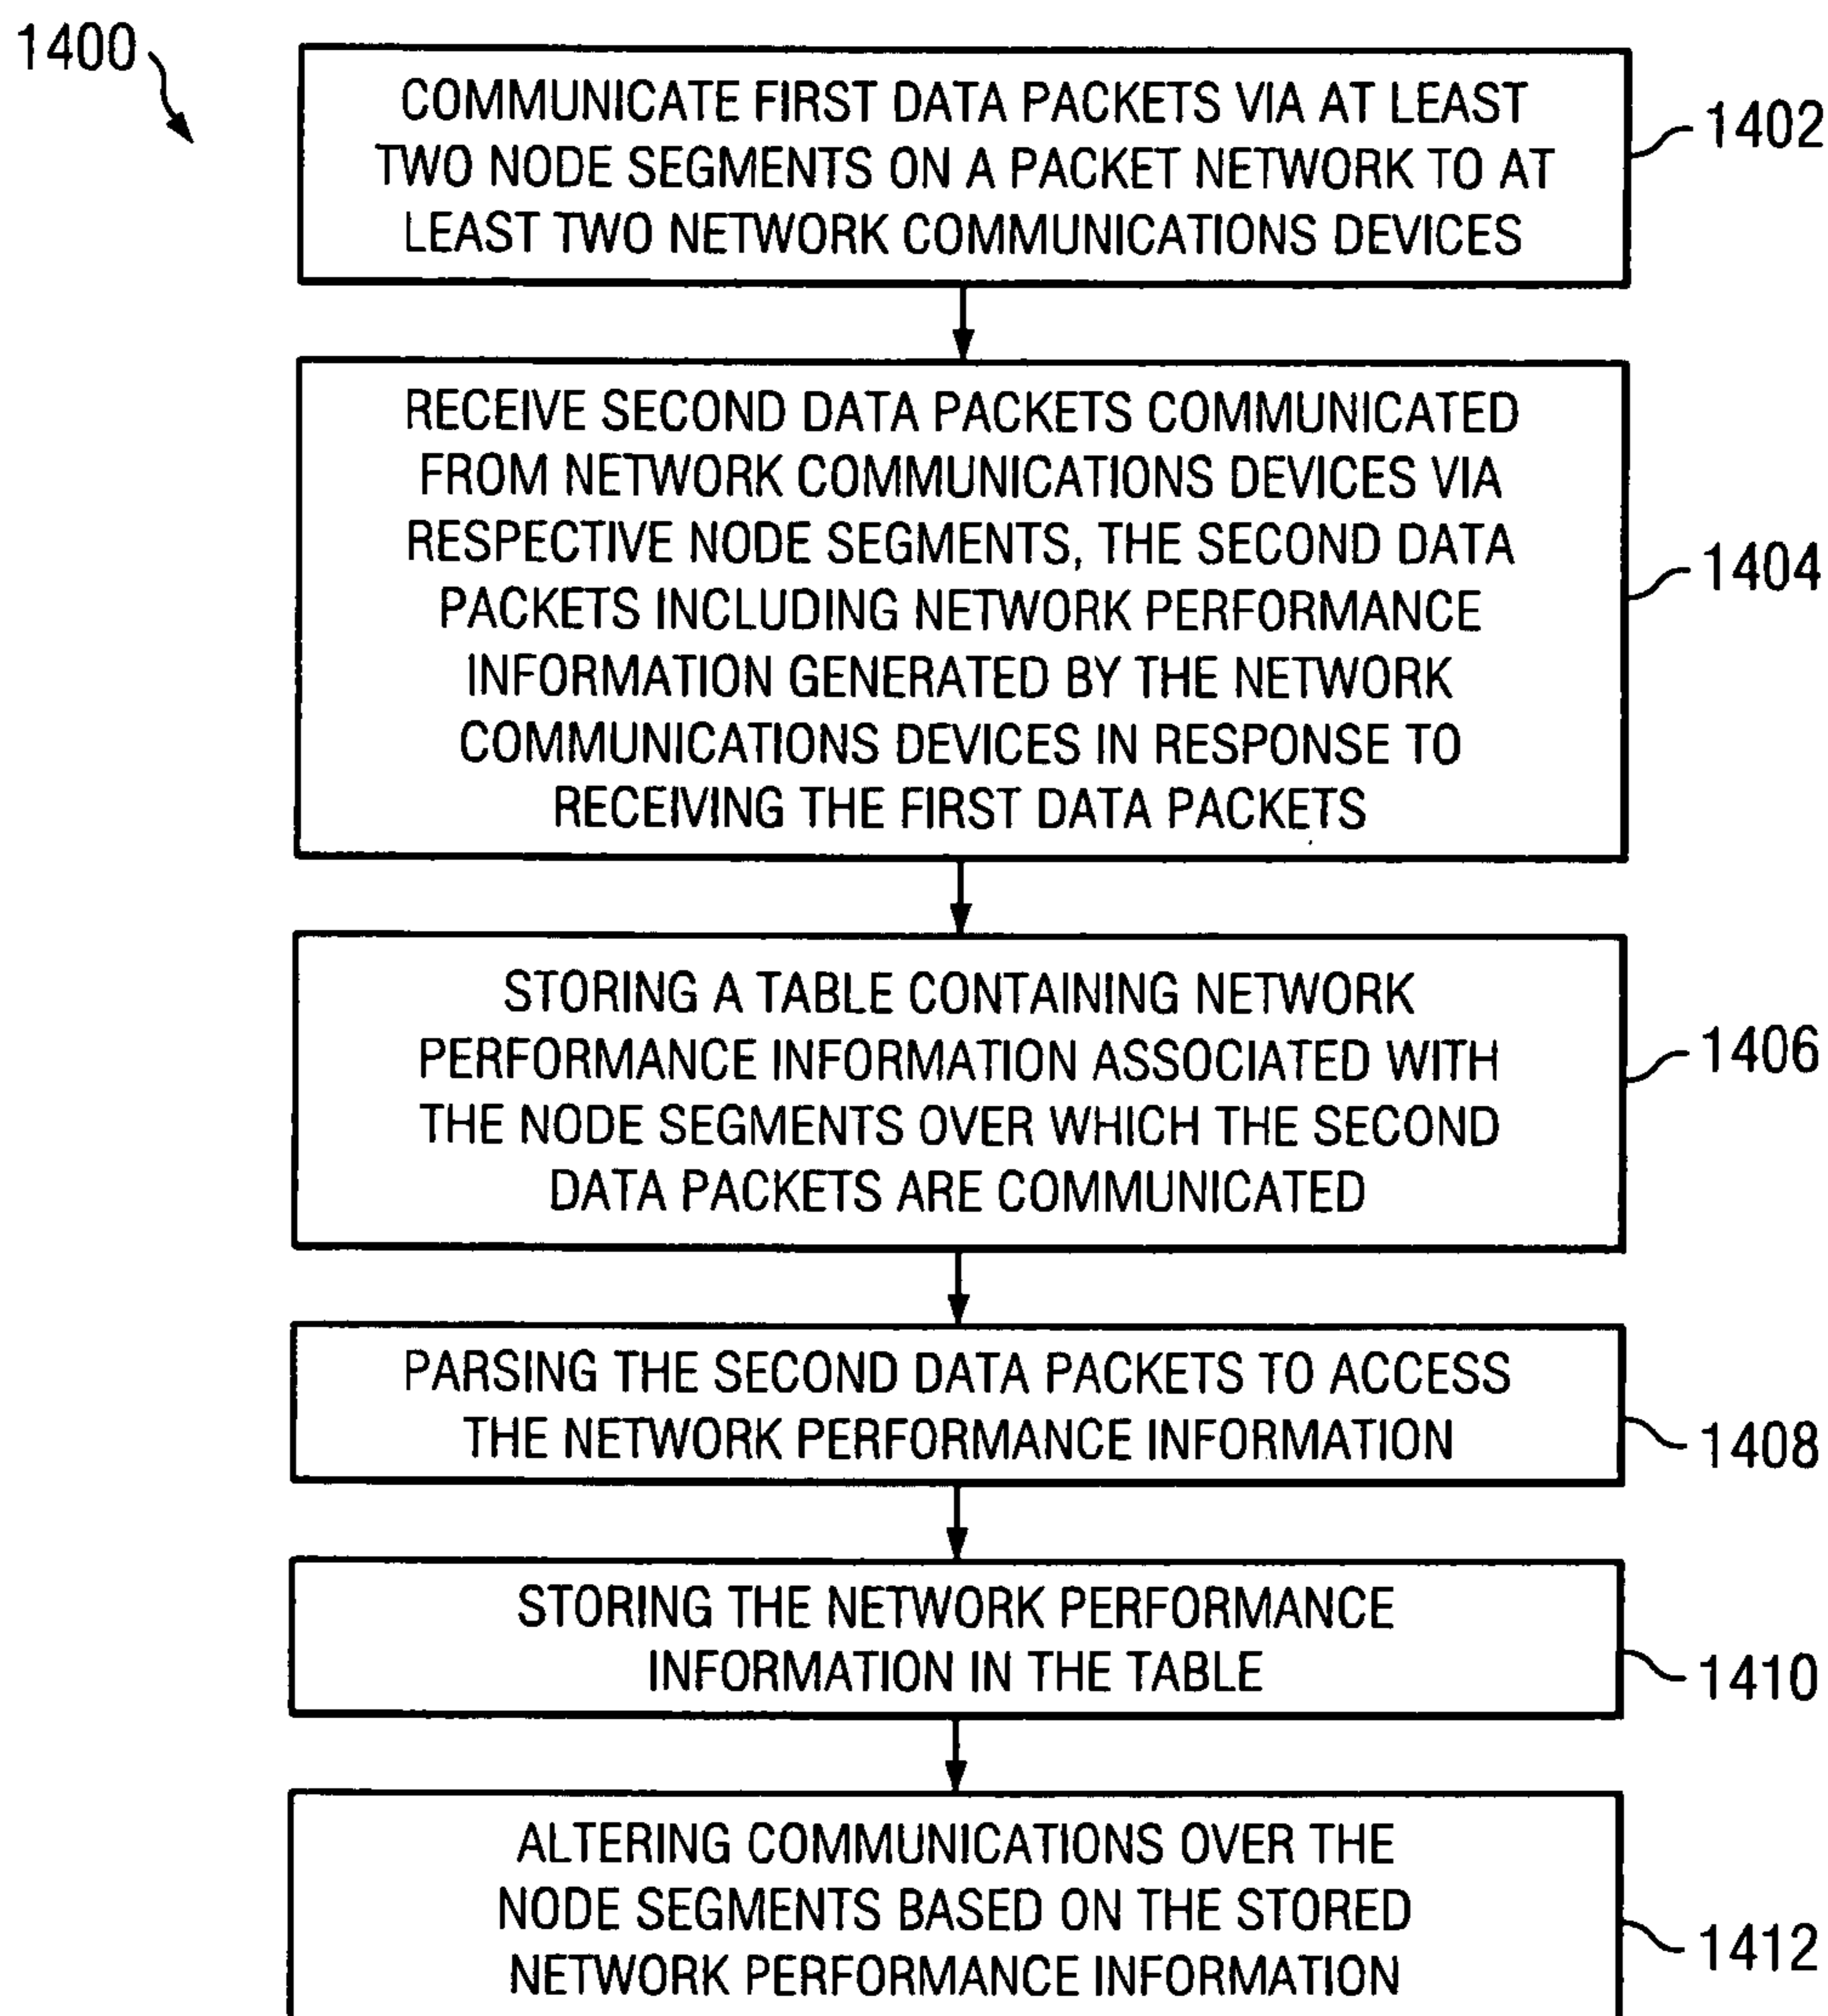 1400
COMMUNICATE FIRST DATA PACKETS VIA AT LEAST
TWO NODE SEGMENTS ON A PACKET NETWORK TO AT
LEAST TWO NETWORK COMMUNICATIONS DEVICES
1402
RECEIVE SECOND DATA PACKETS COMMUNICATED
FROM NETWORK COMMUNICATIONS DEVICES VIA
RESPECTIVE NODE SEGMENTS, THE SECOND DATA
PACKETS INCLUDING NETWORK PERFORMANCE
INFORMATION GENERATED BY THE NETWORK
COMMUNICATIONS DEVICES IN RESPONSE TO
RECEIVING THE FIRST DATA PACKETS
1404
STORING A TABLE CONTAINING NETWORK
PERFORMANCE INFORMATION ASSOCIATED WITH
THE NODE SEGMENTS OVER WHICH THE SECOND
DATA PACKETS ARE COMMUNICATED
1406
PARSING THE SECOND DATA PACKETS TO ACCESS
THE NETWORK PERFORMANCE INFORMATION
1408
STORING THE NETWORK PERFORMANCE
INFORMATION IN THE TABLE
1410
ALTERING COMMUNICATIONS OVER THE
NODE SEGMENTS BASED ON THE STORED
NETWORK PERFORMANCE INFORMATION
1412